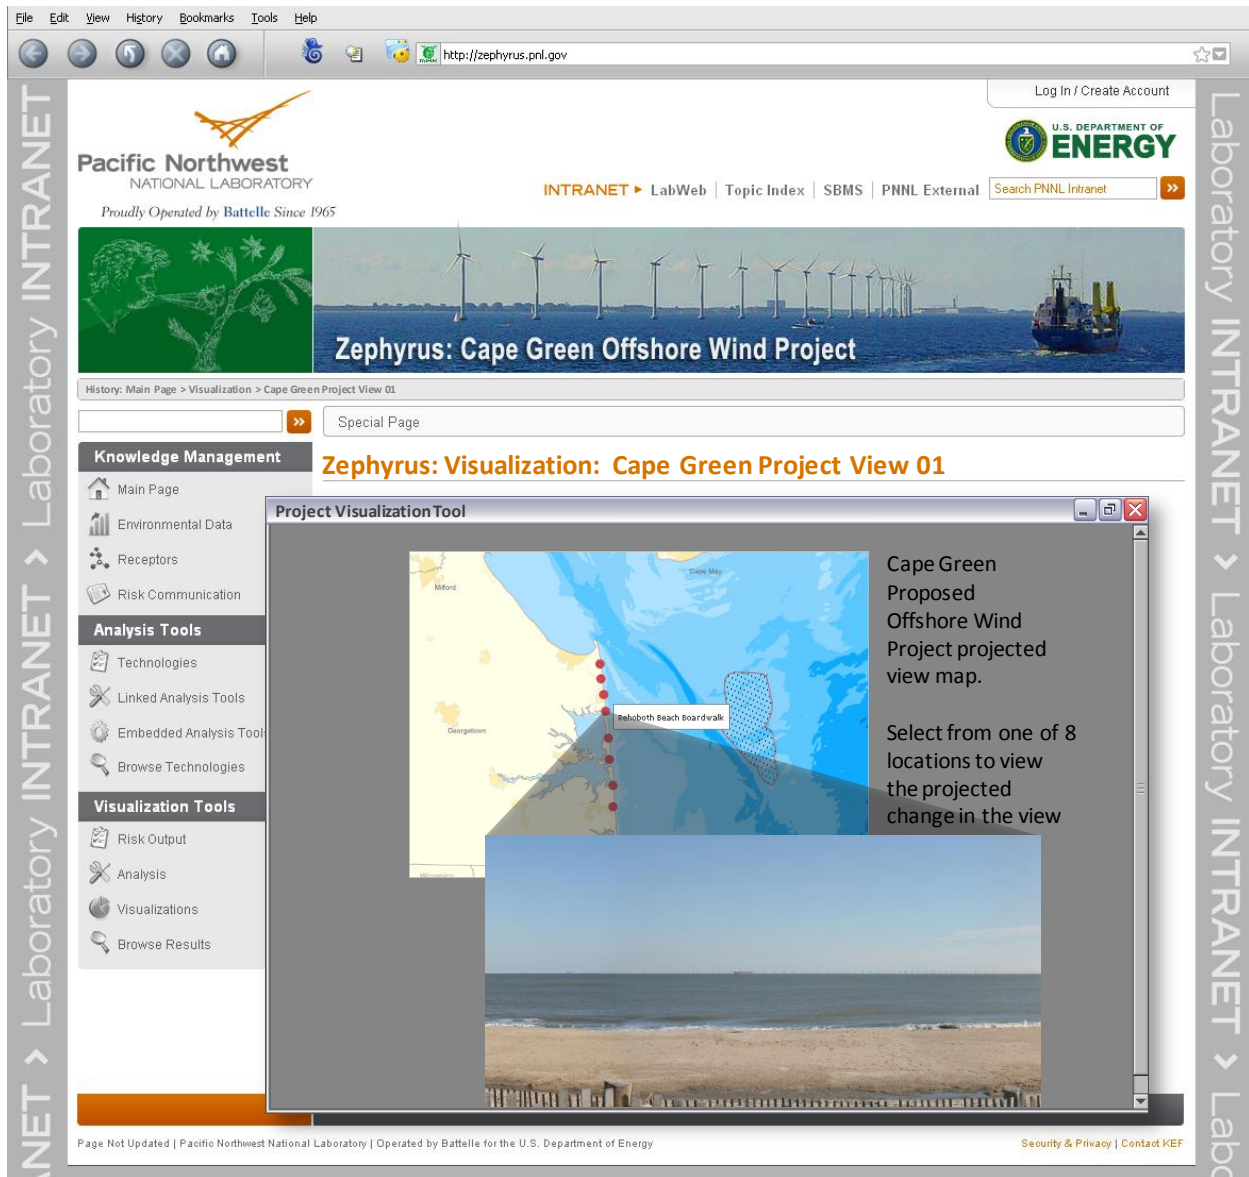 File Edit View History Bookmarks Tools Help
http://zephyrus.pnl.gov
Log In / Create Account
Pacific Northwest
NATIONAL LABORATORY
Proudly Operated by Battelle Since 1965
U.S. DEPARTMENT OF
ENERGY
INTRANET ► LabWeb | Topic Index | SBMS | PNNL External
Search PNNL Intranet
Zephyrus: Cape Green Offshore Wind Project
History: Main Page > Visualization > Cape Green Project View 01
Special Page
Knowledge Management
Main Page
Environmental Data
Receptors
Risk Communication
Analysis Tools
Technologies
Linked Analysis Tools
Embedded Analysis Tools
Browse Technologies
Visualization Tools
Risk Output
Analysis
Visualizations
Browse Results
Zephyrus: Visualization: Cape Green Project View 01
Project Visualization Tool
Cape May
Milford
Rehoboth Beach Boardwalk
Georgetown
Wicomico
Cape Green
Proposed
Offshore Wind
Project projected
view map.
Select from one of 8
locations to view
the projected
change in the view
Page Not Updated | Pacific Northwest National Laboratory | Operated by Battelle for the U.S. Department of Energy
Security & Privacy | Contact KEF
NET > Laboratory INTRANET > Laboratory INTRANET
Laboratory INTRANET > Laboratory INTRANET > Labo